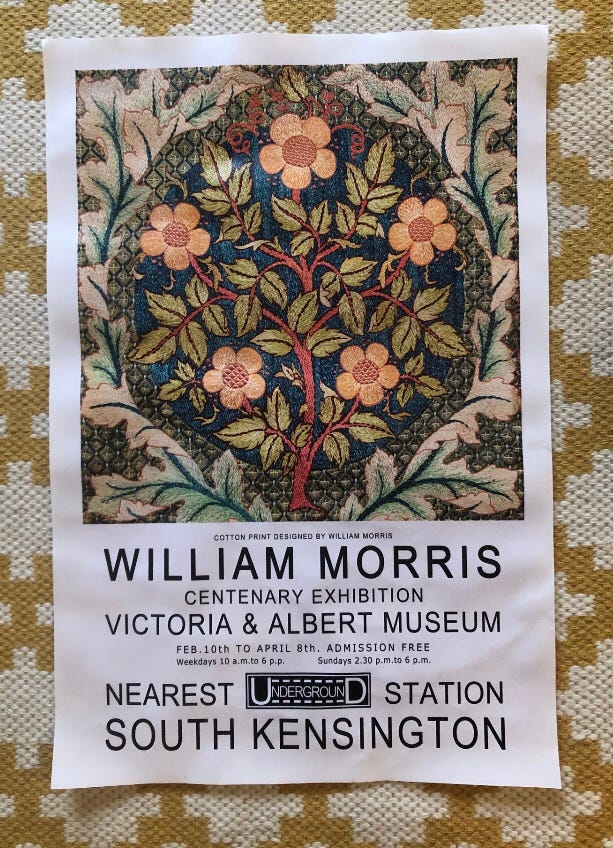 COTTON PRINT DESIGNED BY WILLIAM MORRIS
WILLIAM MORRIS
CENTENARY EXHIBITION
VICTORIA & ALBERT MUSEUM
FEB.10th TO APRIL 8th. ADMISSION FREE
Weekdays 10 a.m.to 6 p.p. Sundays 2.30 p.m.to 6 p.m.
NEAREST UNDERGROUND STATION
SOUTH KENSINGTON